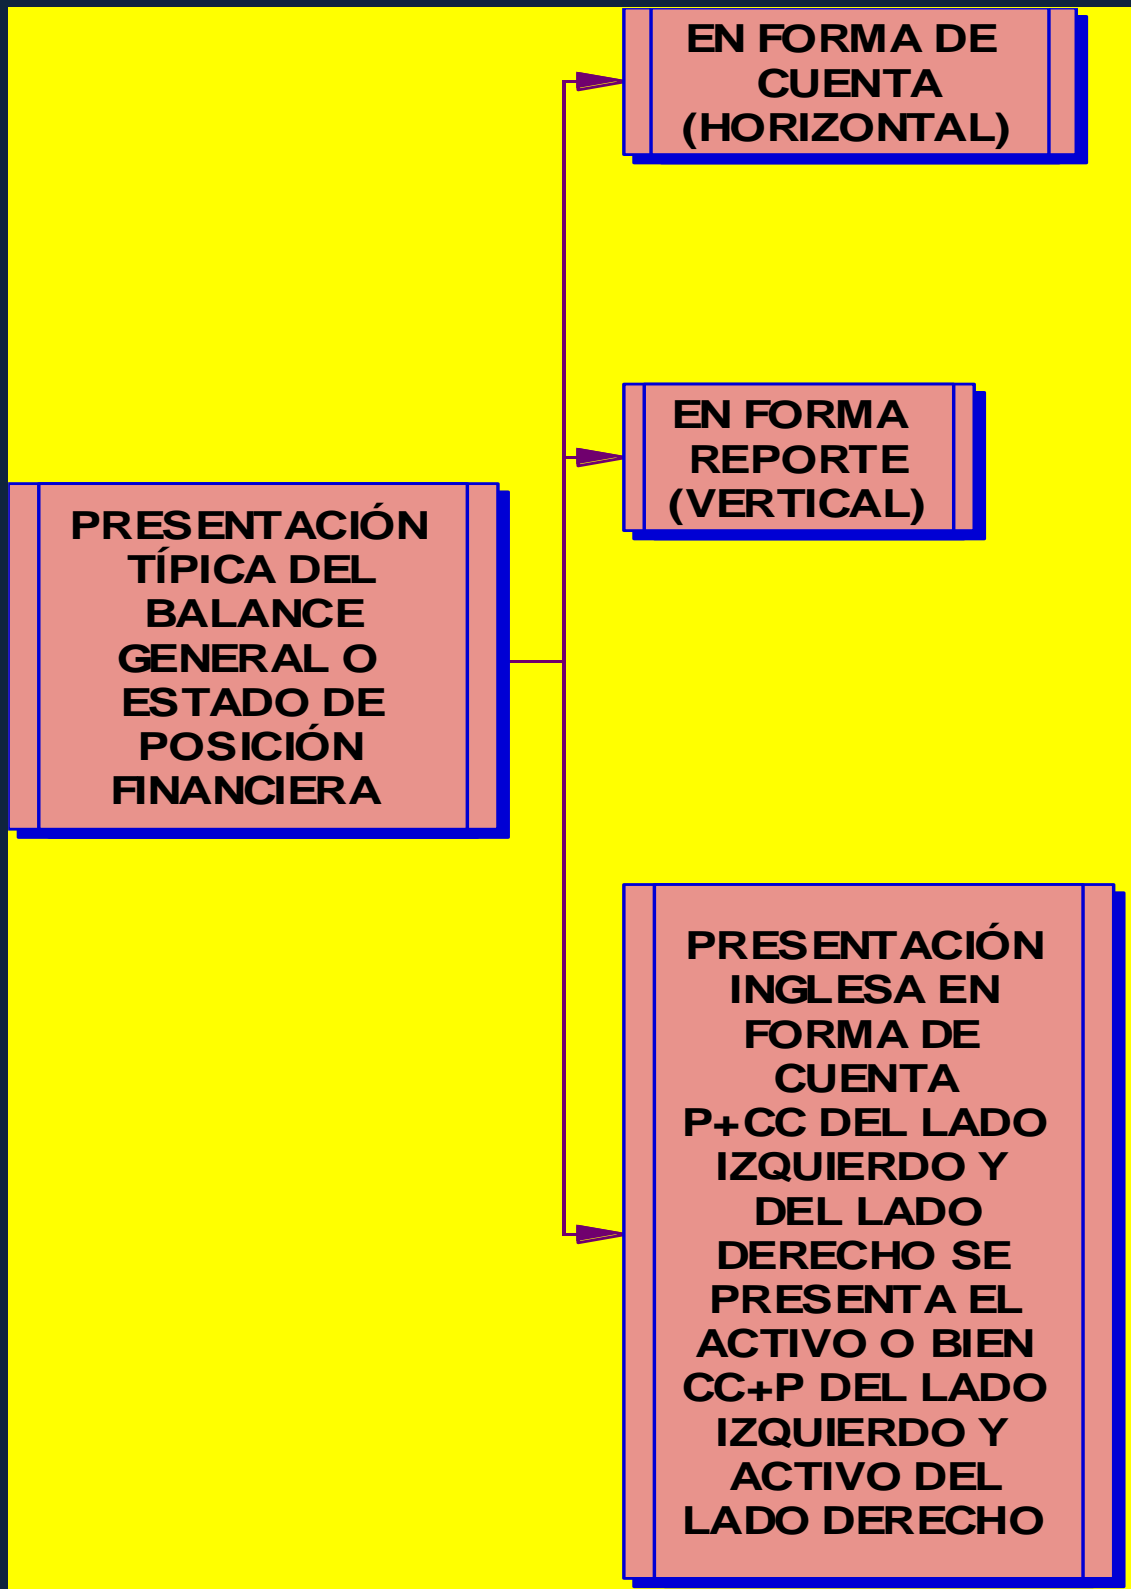 EN FORMA DE
CUENTA
(HORIZONTAL)
EN FORMA
REPORTE
(VERTICAL)
PRESENTACIÓN
TÍPICA DEL
BALANCE
GENERAL O
ESTADO DE
POSICIÓN
FINANCIERA
PRESENTACIÓN
INGLESA EN
FORMA DE
CUENTA
P+CC DEL LADO
IZQUIERDO Y
DEL LADO
DERECHO SE
PRESENTA EL
ACTIVO O BIEN
CC+P DEL LADO
IZQUIERDO Y
ACTIVO DEL
LADO DERECHO